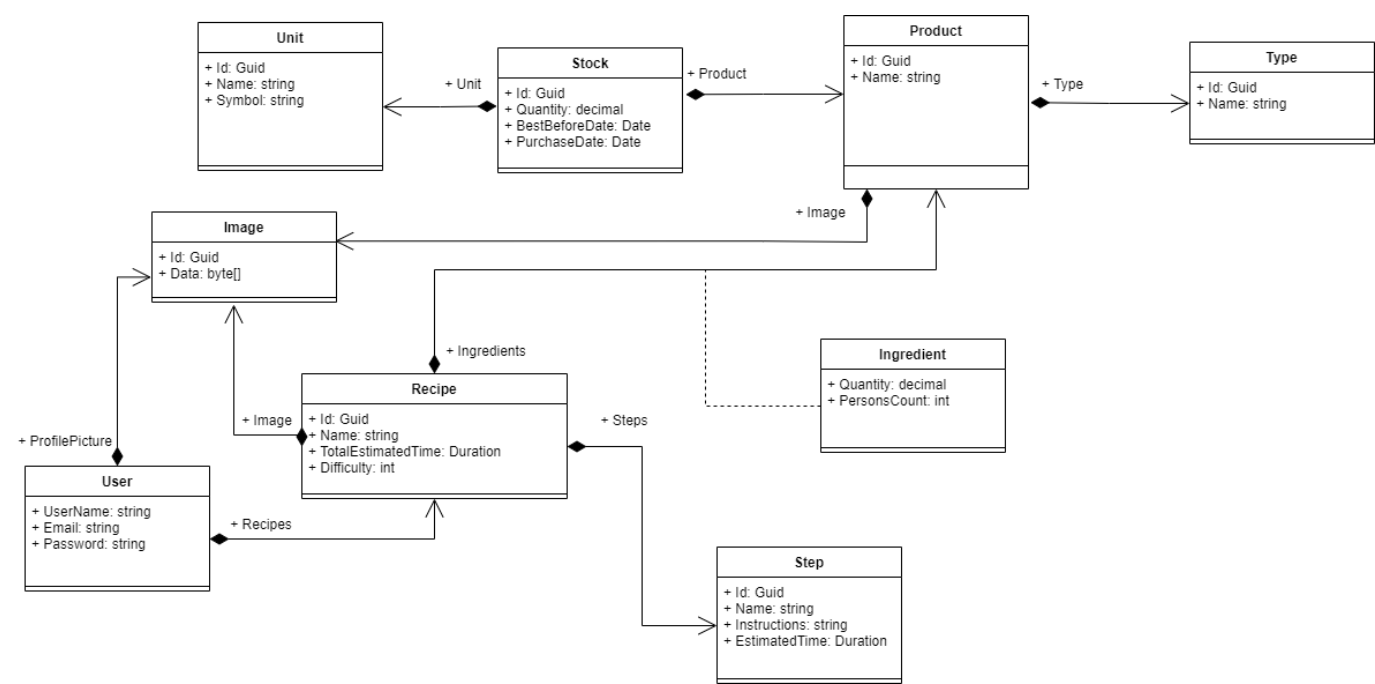 Unit
+ Id: Guid
+ Name: string
+ Symbol: string
+ Unit
Stock
+ Id: Guid
+ Quantity: decimal
+ BestBeforeDate: Date
+ PurchaseDate: Date
+ Product
Product
+ Id: Guid
+ Name: string
+ Type
Type
+ Id: Guid
+ Name: string
+ Image
Image
+ Id: Guid
+ Data: byte[]
+ Ingredients
Ingredient
+ Quantity: decimal
+ PersonsCount: int
+ Image
Recipe
+ Id: Guid
+ Name: string
+ TotalEstimatedTime: Duration
+ Difficulty: int
+ Steps
+ ProfilePicture
User
+ UserName: string
+ Email: string
+ Password: string
+ Recipes
Step
+ Id: Guid
+ Name: string
+ Instructions: string
+ EstimatedTime: Duration